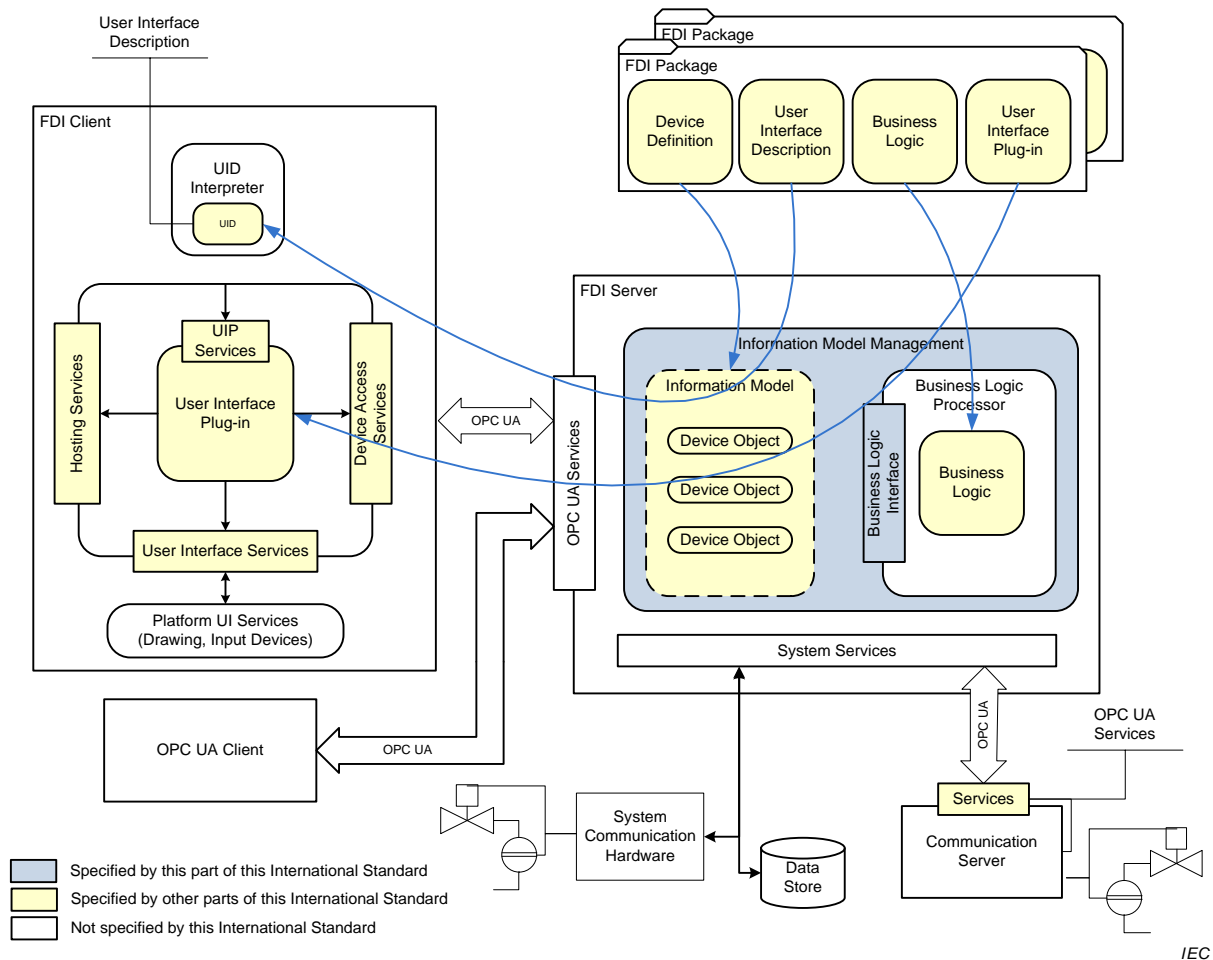 User Interface
Description
FDI Package
FDI Package
Device
Definition
User
Interface
Description
Business
Logic
User
Interface
Plug-in
FDI Client
UID
Interpreter
UID
UIP
Services
Hosting Services
User Interface
Plug-in
Device Access
Services
User Interface Services
Platform UI Services
(Drawing, Input Devices)
OPC UA
FDI Server
OPC UA Services
Information Model Management
Information Model
Device Object
Device Object
Device Object
Business Logic
Processor
Business Logic
Interface
Business
Logic
System Services
OPC UA Client
OPC UA
OPC UA
OPC UA
Services
System
Communication
Hardware
Data
Store
Services
Communication
Server
Specified by this part of this International Standard
Specified by other parts of this International Standard
Not specified by this International Standard
IEC